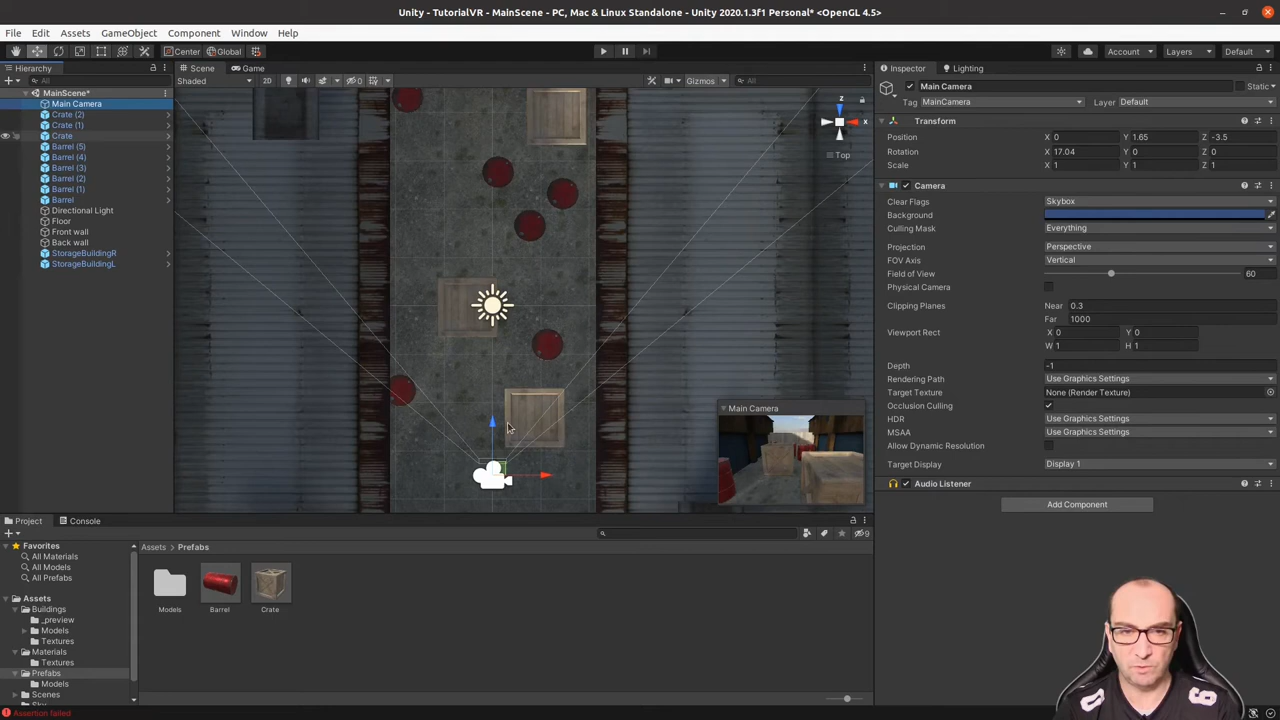 Unity - TutorialVR - MainScene - PC, Mac & Linux Standalone - Unity 2020.1.3f1 Personal* <OpenGL 4.5>
File Edit Assets GameObject Component Window Help
Center Global Account Layers Default
Hierarchy Scene Game Inspector Lighting
All Shaded 2D 0 Gizmos All
MainScene*
Main Camera
Crate (2)
Crate (1)
Crate
Barrel (5)
Barrel (4)
Barrel (3)
Barrel (2)
Barrel (1)
Barrel
Directional Light
Floor
Front wall
Back wall
StorageBuildingR
StorageBuildingL
z
x
Top
Main Camera
Main Camera Static
Tag MainCamera Layer Default
Transform
Position X 0 Y 1.65 Z -3.5
Rotation X 17.04 Y 0 Z 0
Scale X 1 Y 1 Z 1
Camera
Clear Flags Skybox
Background
Culling Mask Everything
Projection Perspective
FOV Axis Vertical
Field of View 60
Physical Camera
Clipping Planes Near 0.3
Far 1000
Viewport Rect X 0 Y 0
W 1 H 1
Depth -1
Rendering Path Use Graphics Settings
Target Texture None (Render Texture)
Occlusion Culling
HDR Use Graphics Settings
MSAA Use Graphics Settings
Allow Dynamic Resolution
Target Display Display 1
Audio Listener
Add Component
Project Console
9
Favorites
All Materials
All Models
All Prefabs
Assets
Buildings
_preview
Models
Textures
Materials
Textures
Prefabs
Models
Scenes
Assets > Prefabs
Models Barrel Crate
Assertion failed